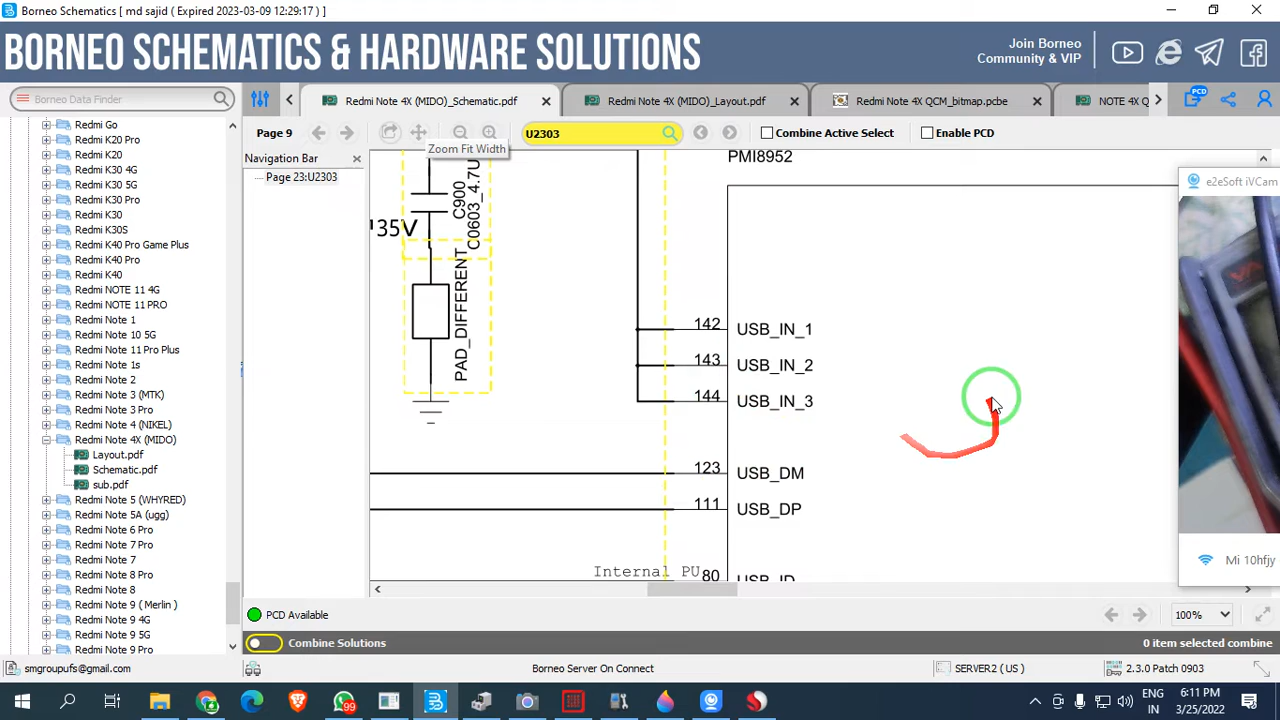 Borneo Schematics [ md sajid ( Expired 2023-03-09 12:29:17 ) ]
BORNEO SCHEMATICS & HARDWARE SOLUTIONS
Join Borneo
Community & VIP
Borneo Data Finder
Redmi Note 4X (MIDO)_Schematic.pdf
Redmi Note 4X (MIDO)_Layout.pdf
Redmi Note 4X QCM_bitmap.pcbe
NOTE 4X Q
PCD
Page 9
U2303
Combine Active Select
Enable PCD
Zoom Fit Width
Navigation Bar
Page 23:U2303
Redmi Go
Redmi K20 Pro
Redmi K20
Redmi K30 4G
Redmi K30 5G
Redmi K30 Pro
Redmi K30
Redmi K30S
Redmi K40 Pro Game Plus
Redmi K40 Pro
Redmi K40
Redmi NOTE 11 4G
Redmi NOTE 11 PRO
Redmi Note 1
Redmi Note 10 5G
Redmi Note 11 Pro Plus
Redmi Note 1s
Redmi Note 2
Redmi Note 3 (MTK)
Redmi Note 3 Pro
Redmi Note 4 (NIKEL)
Redmi Note 4X (MIDO)
Layout.pdf
Schematic.pdf
sub.pdf
Redmi Note 5 (WHYRED)
Redmi Note 5A (ugg)
Redmi Note 6 Pro
Redmi Note 7 Pro
Redmi Note 7
Redmi Note 8 Pro
Redmi Note 8
Redmi Note 9 ( Merlin )
Redmi Note 9 4G
Redmi Note 9 5G
Redmi Note 9 Pro
35V
C900
C0603_4.7U
PAD_DIFFERENT
PMI8952
142 USB_IN_1
143 USB_IN_2
144 USB_IN_3
123 USB_DM
111 USB_DP
80 USB_ID
Internal PU
e2eSoft iVCam
Mi 10hfjy
PCD Available
100%
Combine Solutions
0 item selected combine
smgroupufs@gmail.com
Borneo Server On Connect
SERVER2 ( US )
2.3.0 Patch 0903
99
ENG
IN
6:11 PM
3/25/2022